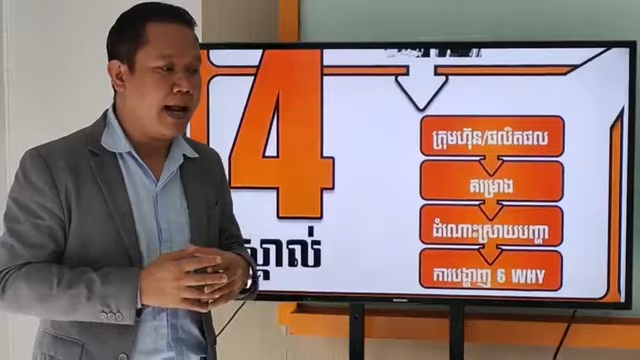 4
ស្គាល់
ក្រុមហ៊ុន/ផលិតផល
គម្រោង
ដំណោះស្រាយបញ្ហា
ការបង្ហាញ 6 WHY